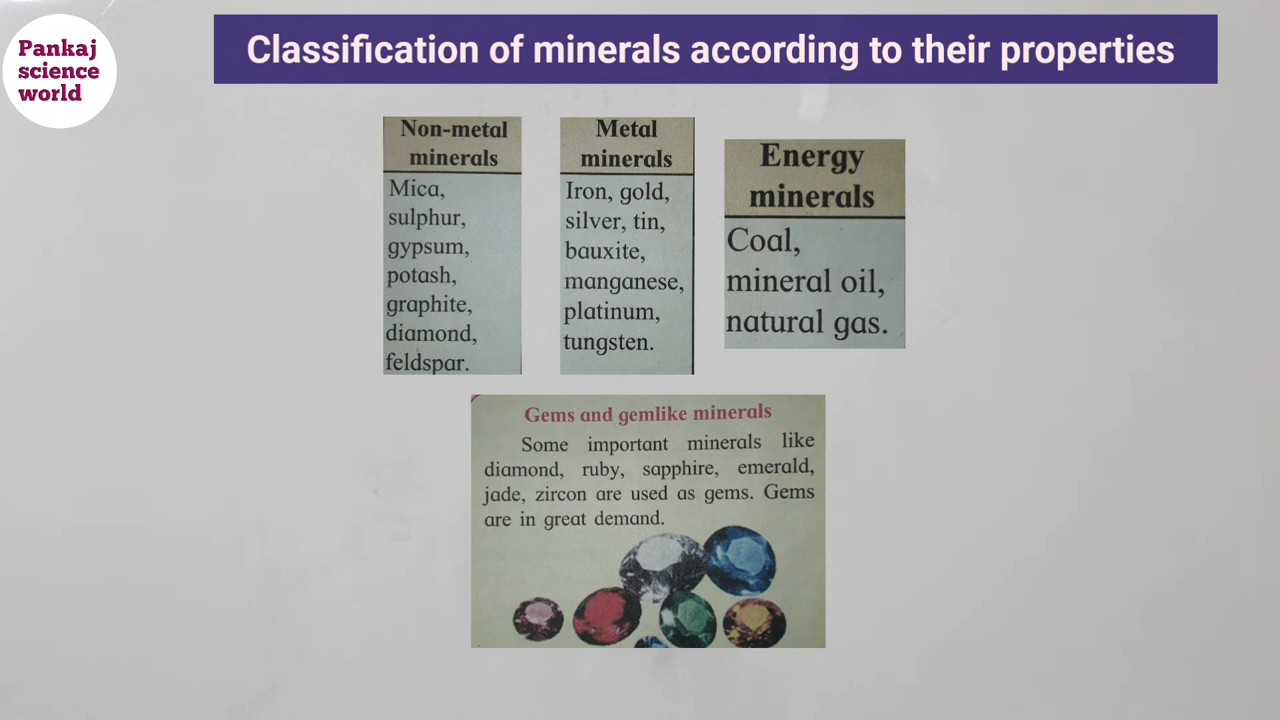 Pankaj
science
world
Classification of minerals according to their properties
Non-metal
minerals
Mica,
sulphur,
gypsum,
potash,
graphite,
diamond,
feldspar.
Metal
minerals
Iron, gold,
silver, tin,
bauxite,
manganese,
platinum,
tungsten.
Energy
minerals
Coal,
mineral oil,
natural gas.
Gems and gemlike minerals
Some important minerals like
diamond, ruby, sapphire, emerald,
jade, zircon are used as gems. Gems
are in great demand.